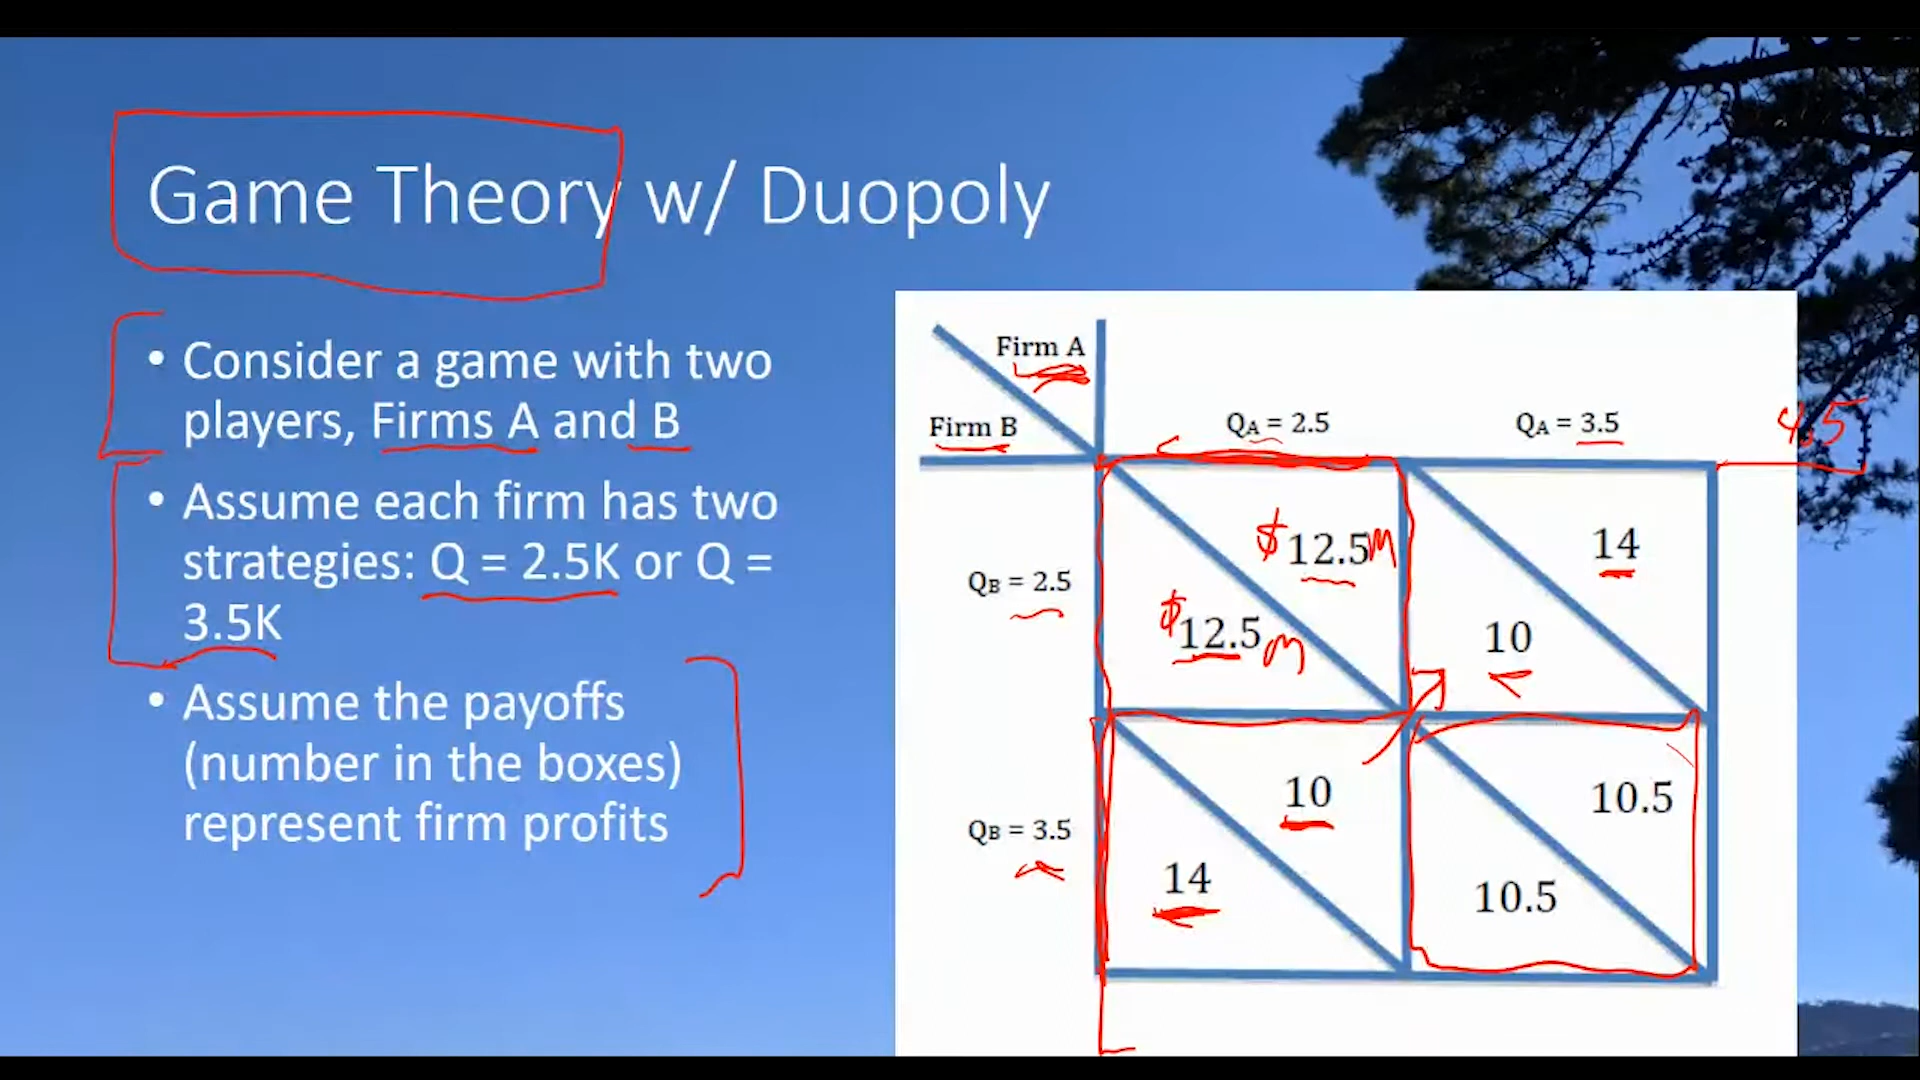 Game Theory w/ Duopoly
• Consider a game with two
players, Firms A and B
• Assume each firm has two
strategies: Q = 2.5K or Q =
3.5K
• Assume the payoffs
(number in the boxes)
represent firm profits
Firm A
Firm B
QA = 2.5
QA = 3.5
4.5
QB = 2.5
$12.5M
$12.5M
14
10
QB = 3.5
10
14
10.5
10.5